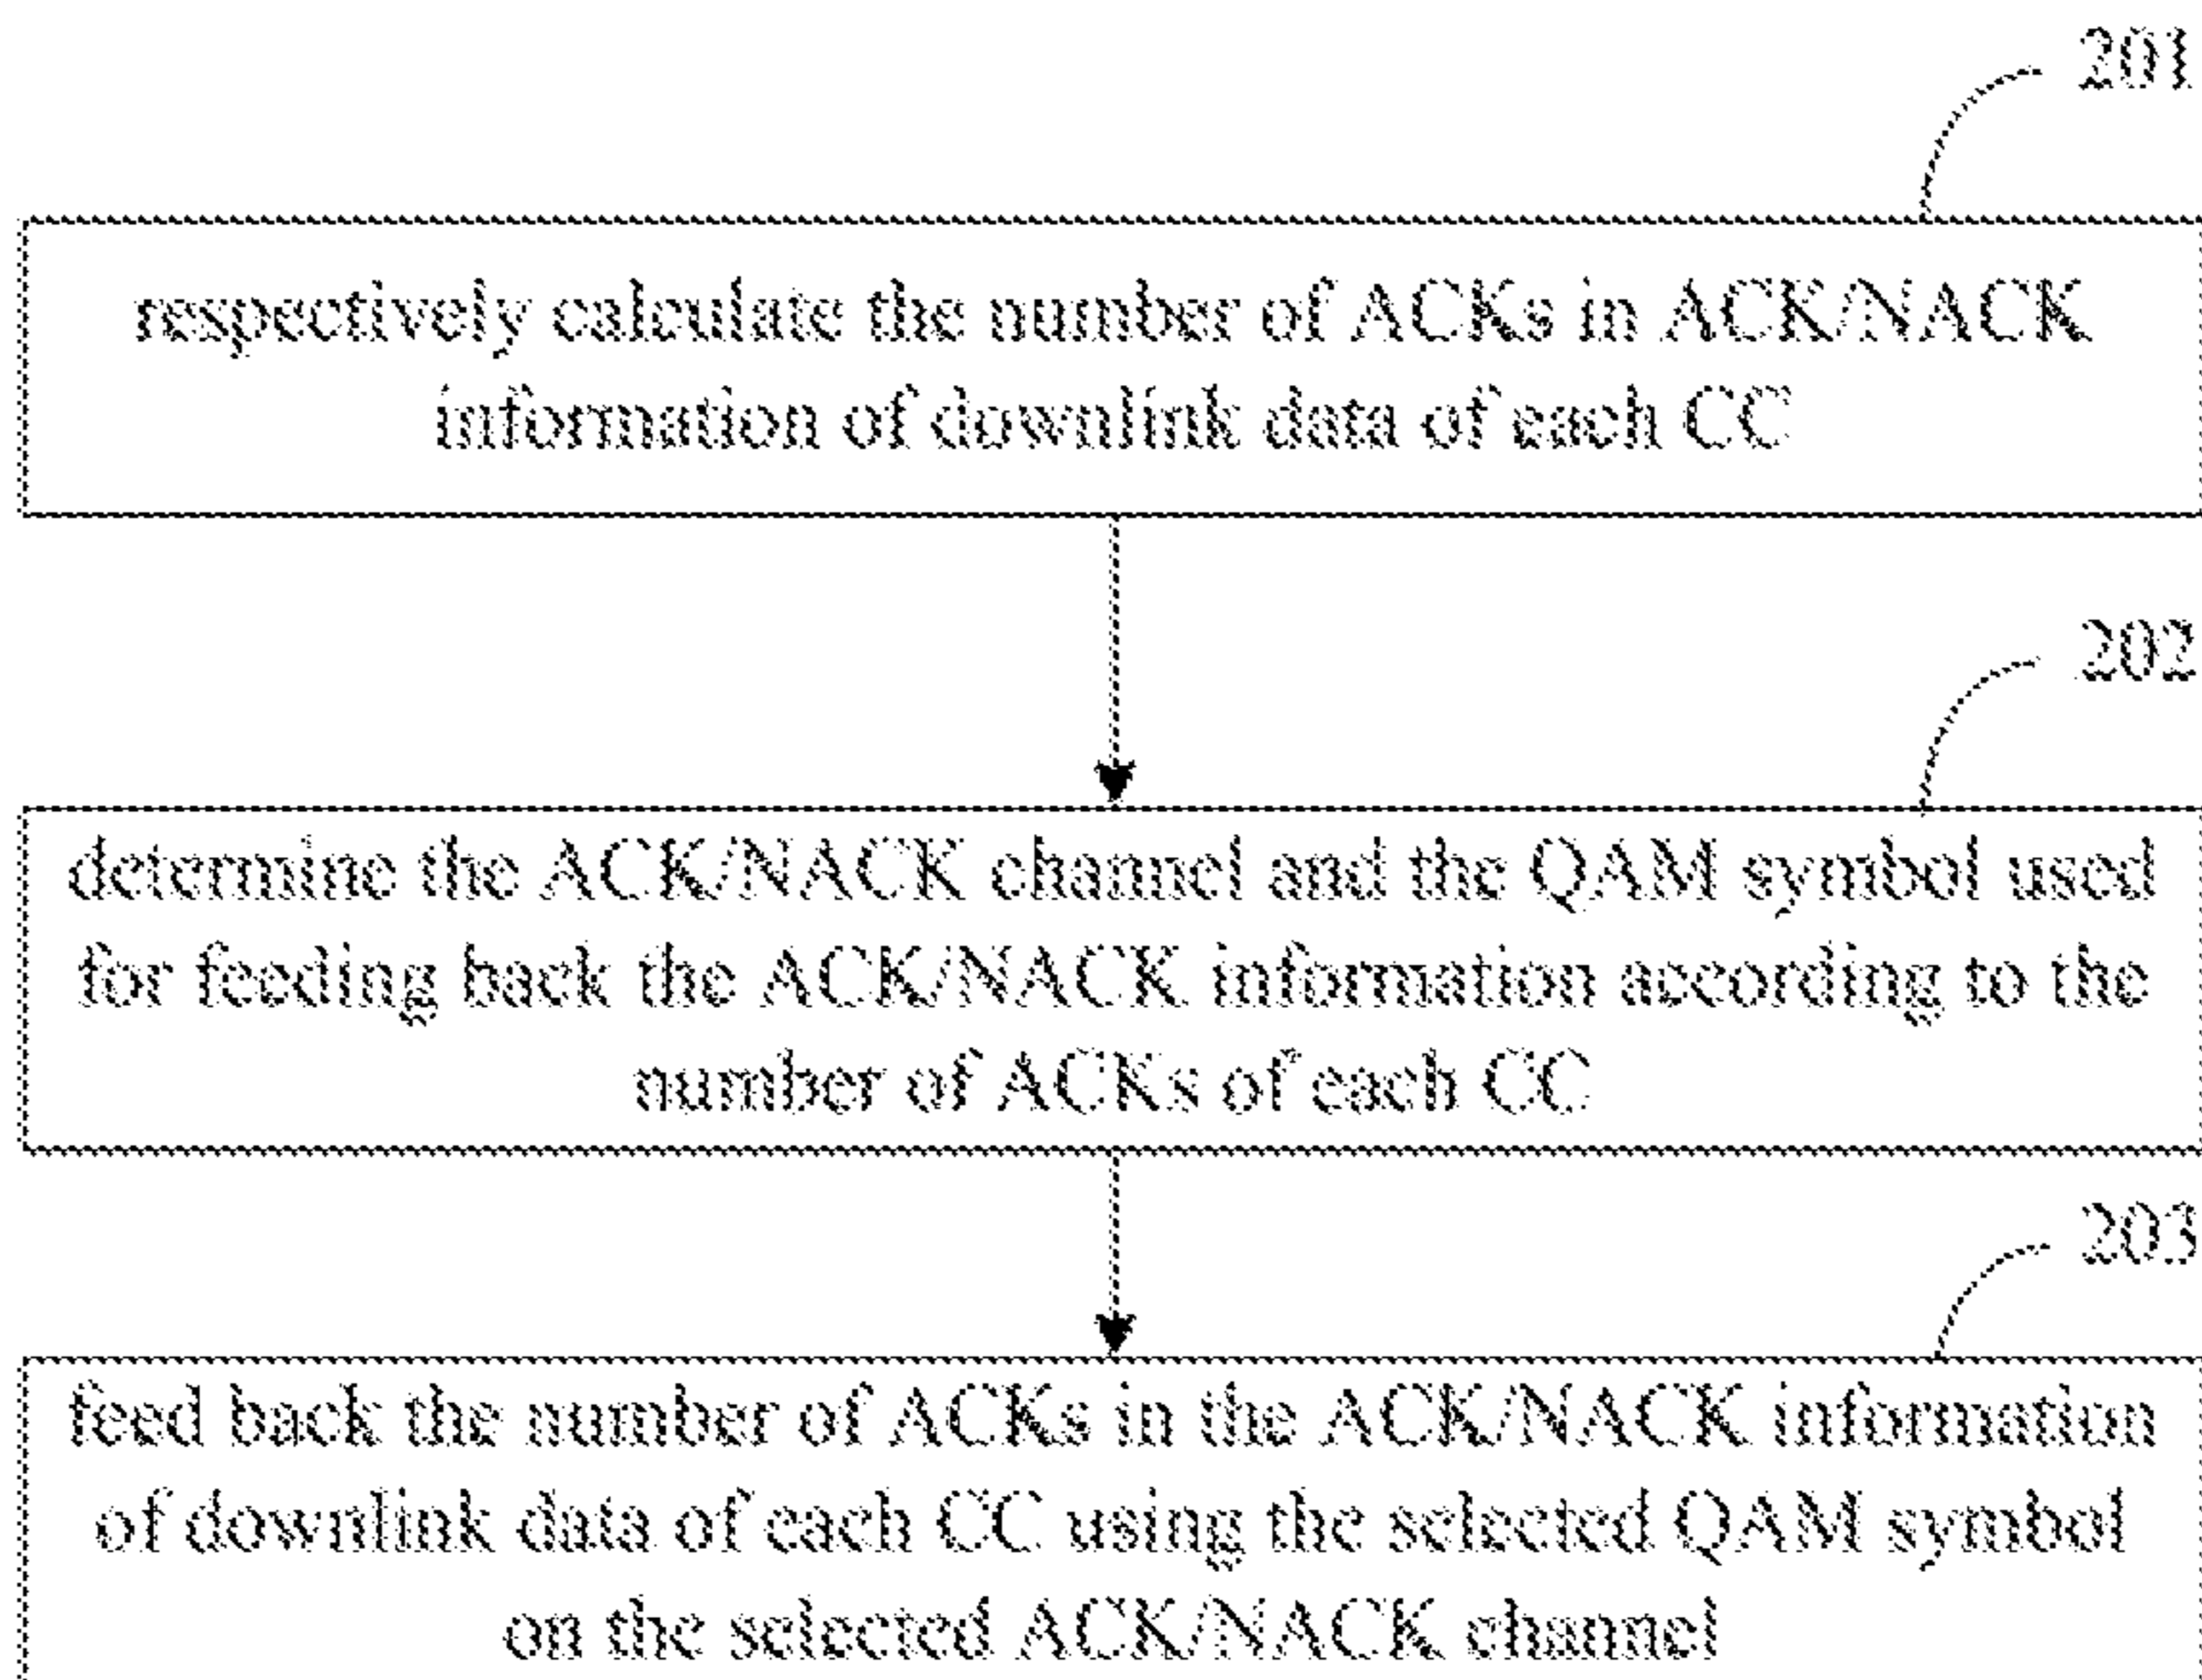 201
respectively calculate the number of ACKs in ACK/NACK
information of downlink data of each CC
202
determine the ACK/NACK channel and the QAM symbol used
for feeding back the ACK/NACK information according to the
number of ACKs of each CC
203
feed back the number of ACKs in the ACK/NACK information
of downlink data of each CC using the selected QAM symbol
on the selected ACK/NACK channel